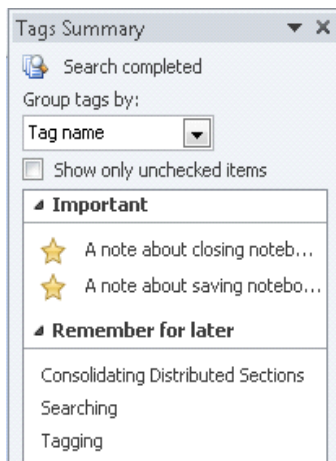 Tags Summary
Search completed
Group tags by:
Tag name
Show only unchecked items
Important
A note about closing noteb...
A note about saving notebo...
Remember for later
Consolidating Distributed Sections
Searching
Tagging